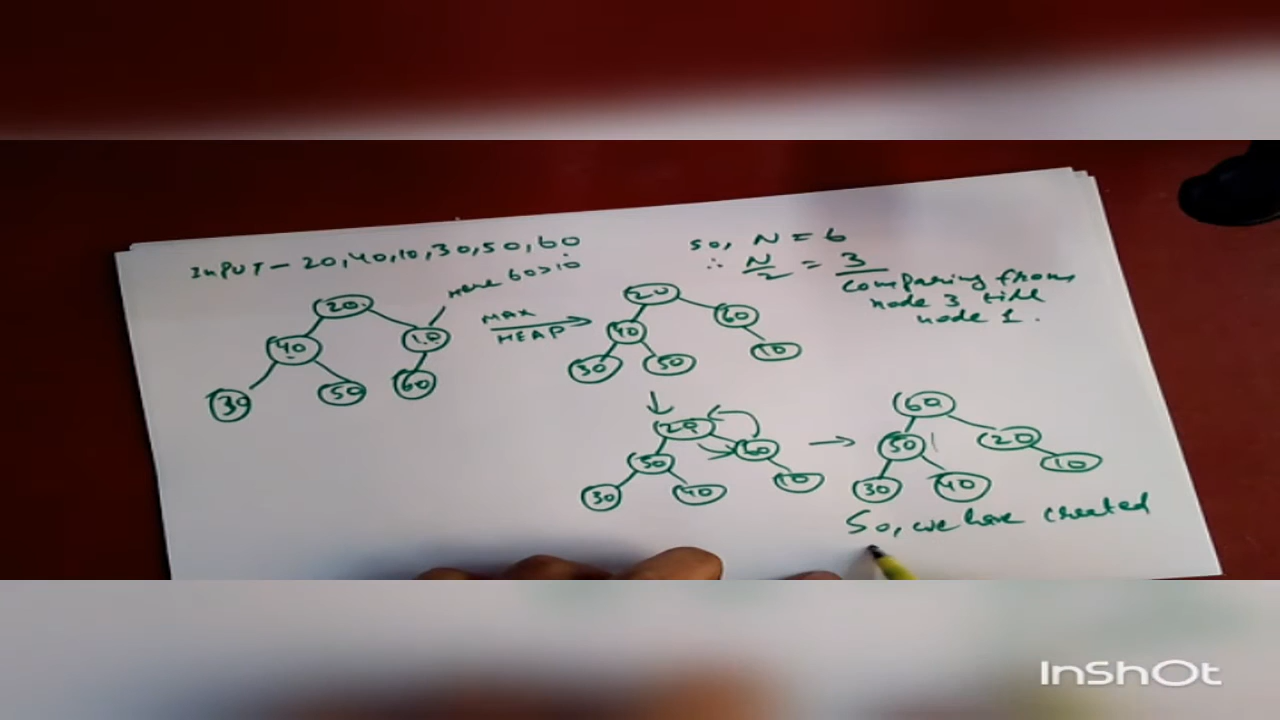 INPUT - 20, 40, 10, 30, 50, 60
Here 60>10
20
40 10
30 50 60
MAX
HEAP
20
40 60
30 50 10
so, N = 6
∴ N/2 = 3
comparing from
node 3 till
node 1.
20
50 60
30 40 10
60
50 20
30 40 10
So, we have created
InShOt